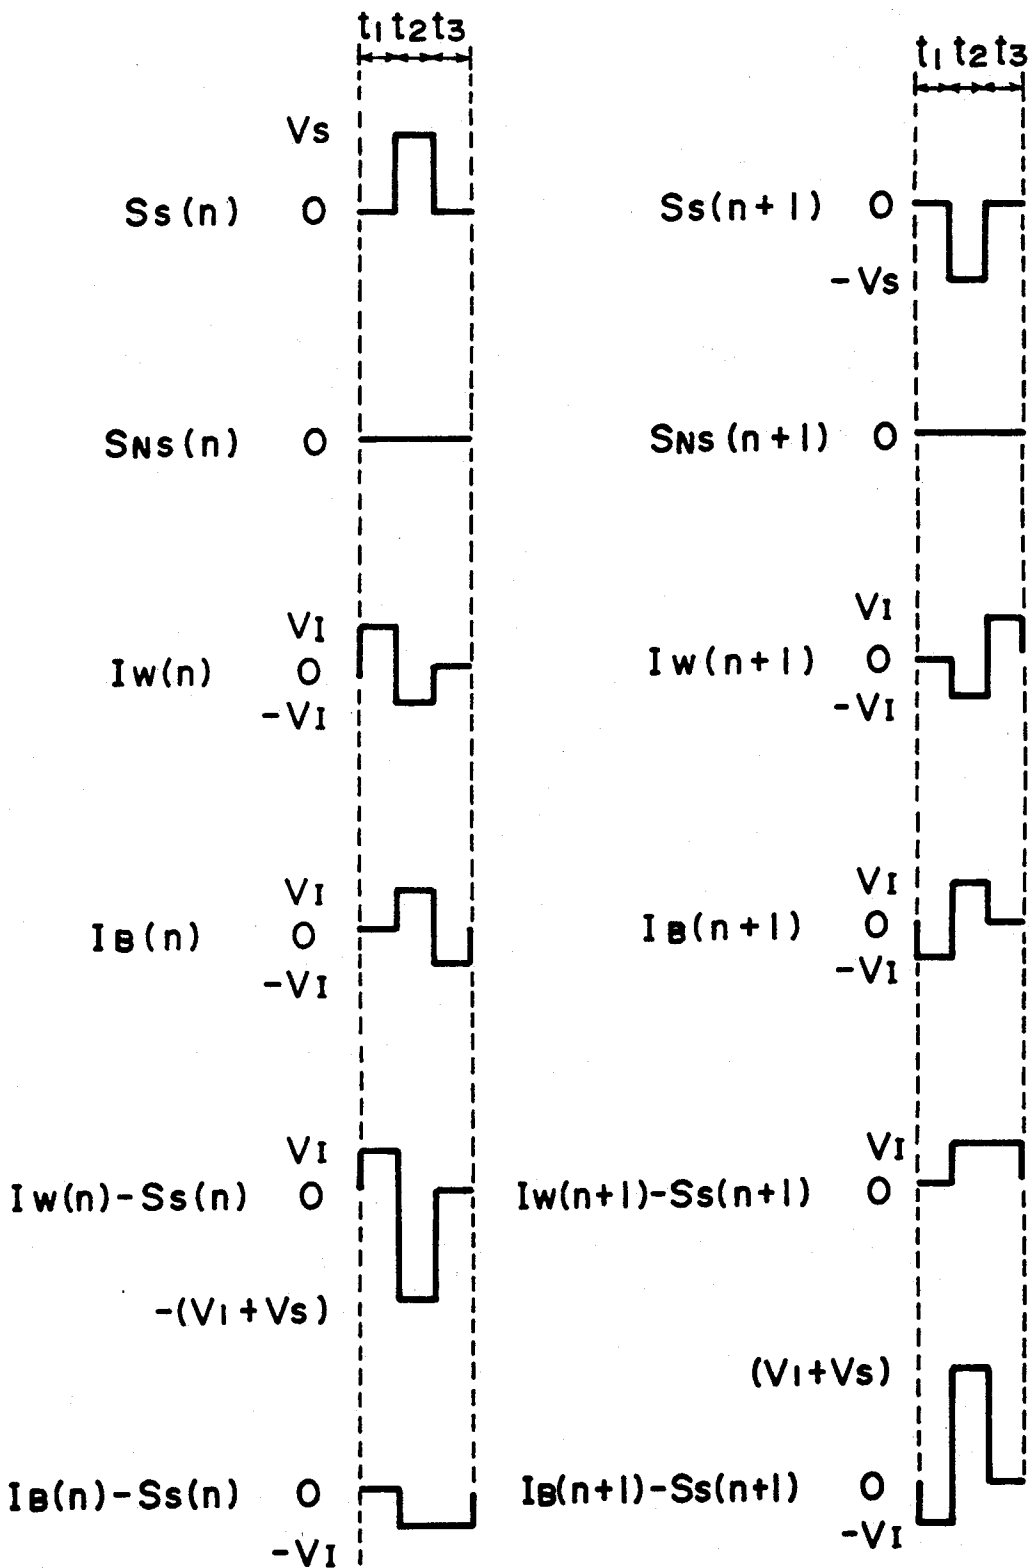 t1 t2 t3
Vs
Ss(n) 0
SNS(n) 0
VI
Iw(n) 0
-VI
VI
IB(n) 0
-VI
VI
Iw(n)-Ss(n) 0
-(VI+Vs)
IB(n)-Ss(n) 0
-VI
t1 t2 t3
Ss(n+1) 0
-Vs
SNS(n+1) 0
VI
Iw(n+1) 0
-VI
VI
IB(n+1) 0
-VI
VI
Iw(n+1)-Ss(n+1) 0
(VI+Vs)
IB(n+1)-Ss(n+1) 0
-VI